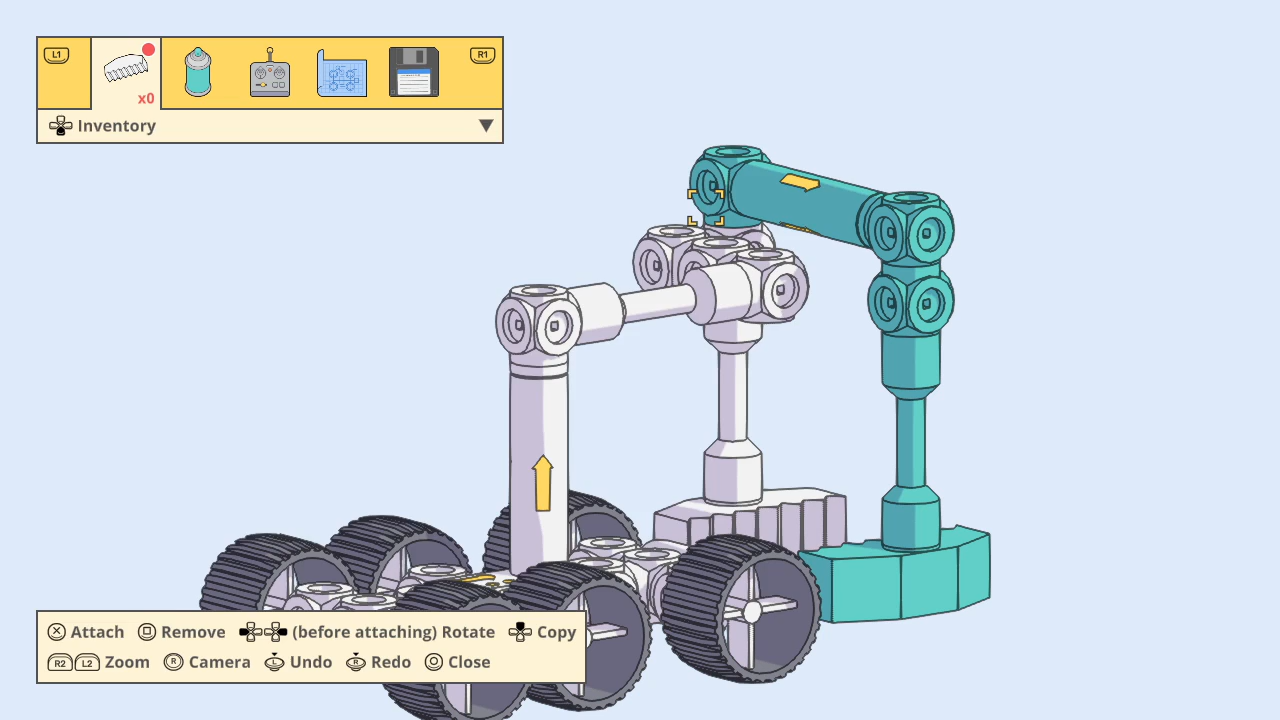 L1
R1
x0
Inventory
Attach Remove (before attaching) Rotate Copy
R2 L2 Zoom R Camera L Undo R Redo Close